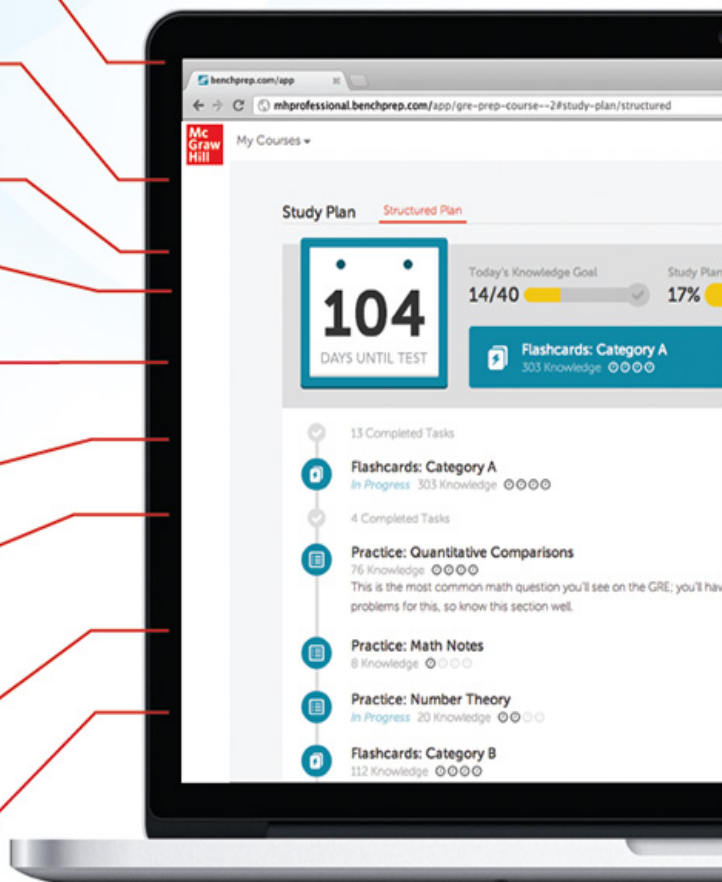 benchprep.com/app
mhprofessional.benchprep.com/app/gre-prep-course--2#study-plan/structured
Mc
Graw
Hill
My Courses
Study Plan Structured Plan
104
DAYS UNTIL TEST
Today's Knowledge Goal
14/40
Study Plan
17%
Flashcards: Category A
303 Knowledge
13 Completed Tasks
Flashcards: Category A
In Progress 303 Knowledge
4 Completed Tasks
Practice: Quantitative Comparisons
76 Knowledge
This is the most common math question you'll see on the GRE; you'll hav
problems for this, so know this section well.
Practice: Math Notes
8 Knowledge
Practice: Number Theory
In Progress 20 Knowledge
Flashcards: Category B
112 Knowledge